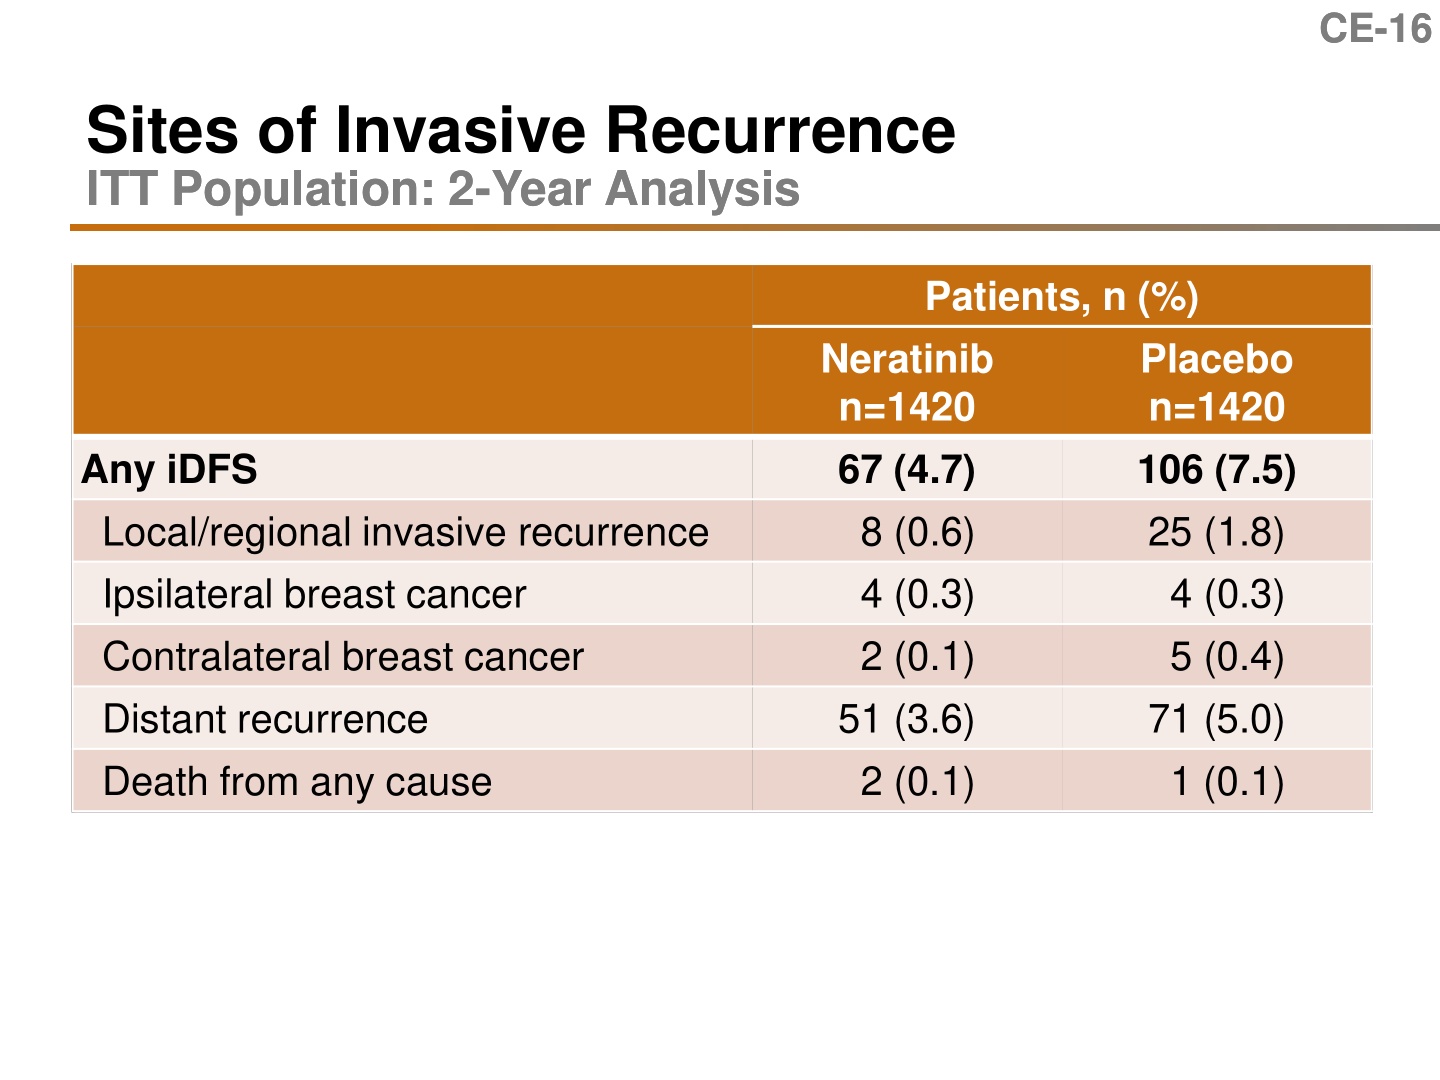 CE-16
Sites of Invasive Recurrence
ITT Population: 2-Year Analysis
Patients, n (%)
Neratinib Placebo
n=1420 n=1420
Any iDFS 67 (4.7) 106 (7.5)
Local/regional invasive recurrence 8 (0.6) 25 (1.8)
Ipsilateral breast cancer 4 (0.3) 4 (0.3)
Contralateral breast cancer 2 (0.1) 5 (0.4)
Distant recurrence 51 (3.6) 71 (5.0)
Death from any cause 2 (0.1) 1 (0.1)